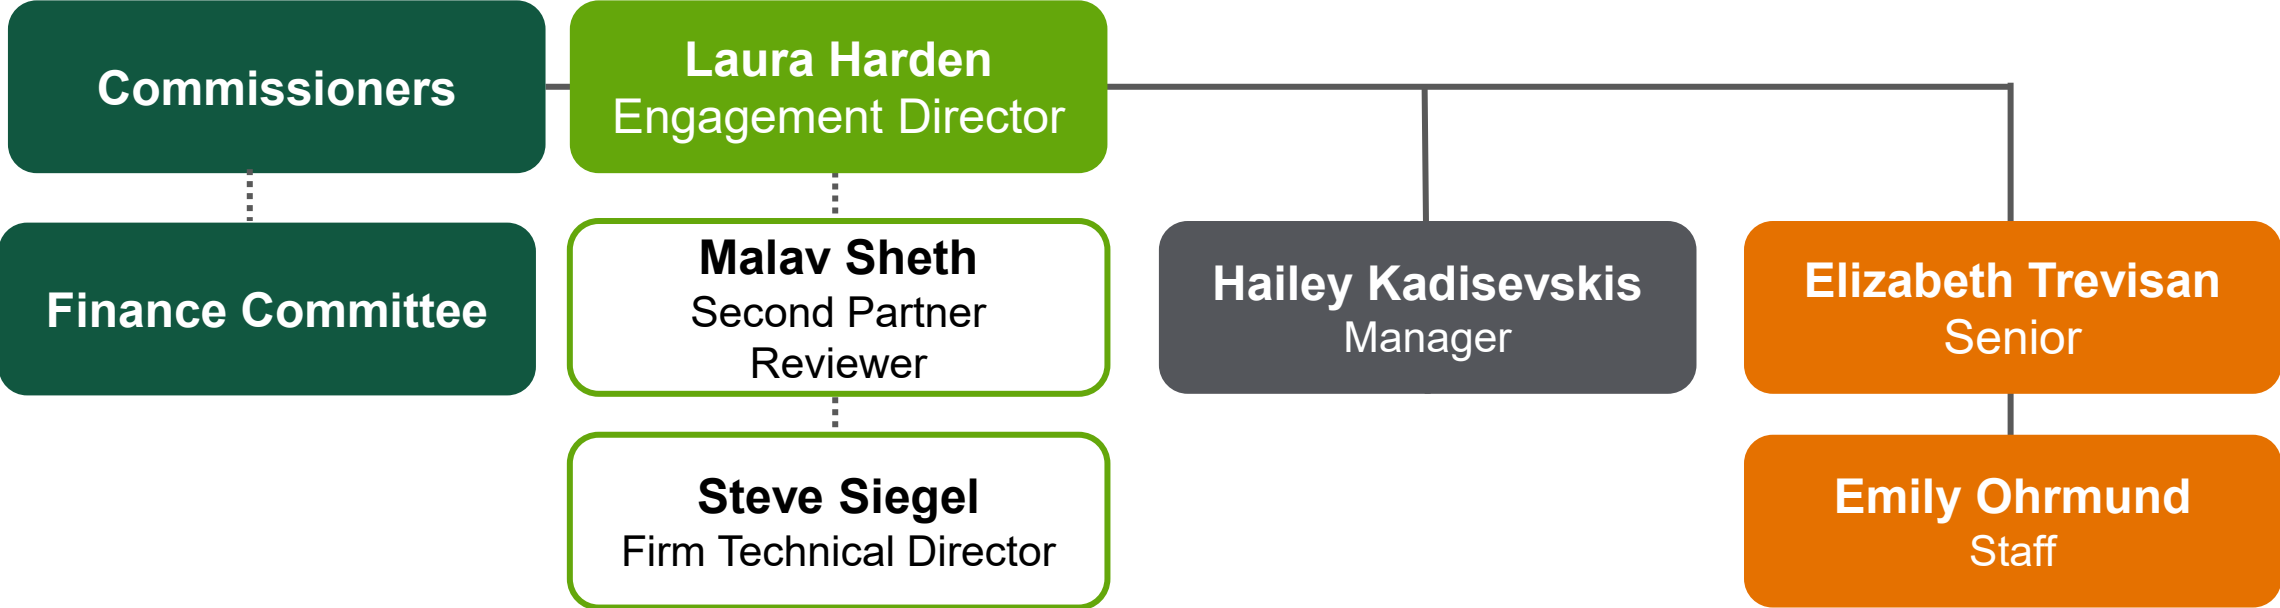 Commissioners
Laura Harden
Engagement Director
Finance Committee
Malav Sheth
Second Partner
Reviewer
Hailey Kadisevskis
Manager
Elizabeth Trevisan
Senior
Steve Siegel
Firm Technical Director
Emily Ohrmund
Staff